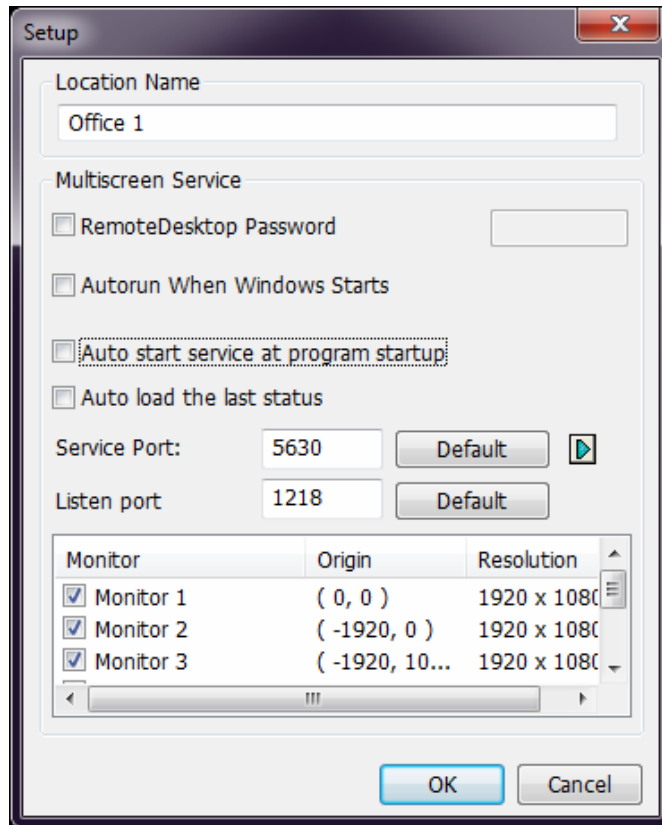 Setup
Location Name
Office 1
Multiscreen Service
RemoteDesktop Password
Autorun When Windows Starts
Auto start service at program startup
Auto load the last status
Service Port: 5630 Default
Listen port 1218 Default
Monitor Origin Resolution
Monitor 1 ( 0, 0 ) 1920 x 1080
Monitor 2 ( -1920, 0 ) 1920 x 1080
Monitor 3 ( -1920, 10... 1920 x 1080
OK Cancel